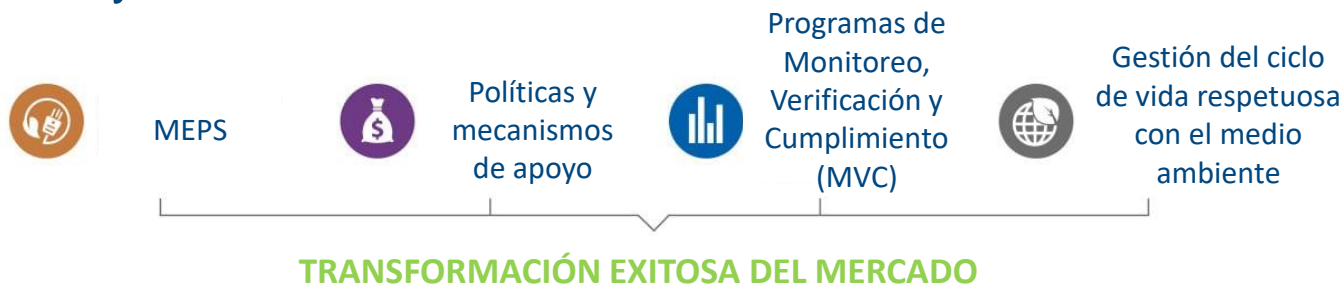 MEPS
Políticas y
mecanismos
de apoyo
Programas de
Monitoreo,
Verificación y
Cumplimiento
(MVC)
Gestión del ciclo
de vida respetuosa
con el medio
ambiente
TRANSFORMACIÓN EXITOSA DEL MERCADO